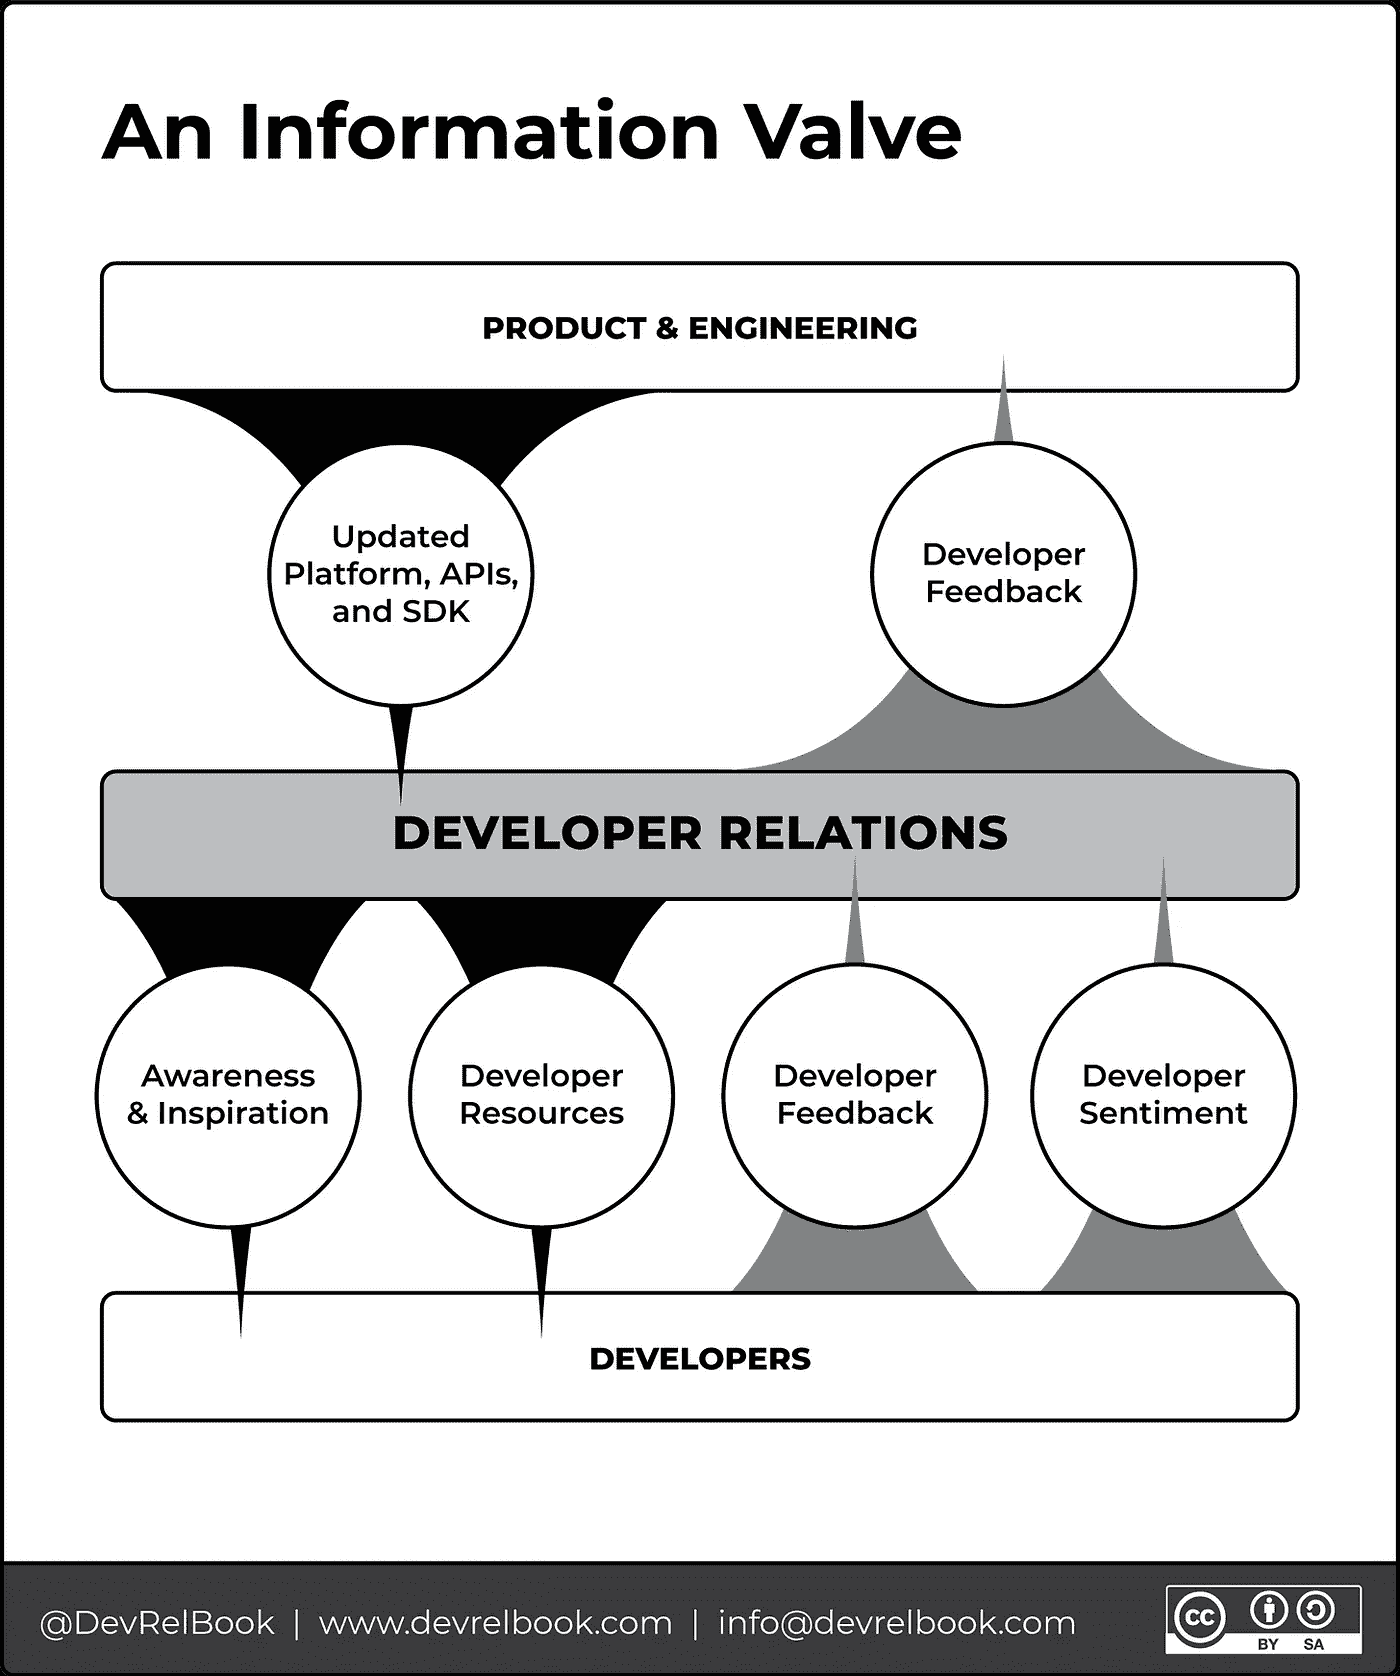 An Information Valve
PRODUCT & ENGINEERING
Updated
Platform, APIs,
and SDK
Developer
Feedback
DEVELOPER RELATIONS
Awareness
& Inspiration
Developer
Resources
Developer
Feedback
Developer
Sentiment
DEVELOPERS
@DevRelBook | www.devrelbook.com | info@devrelbook.com
cc
BY SA